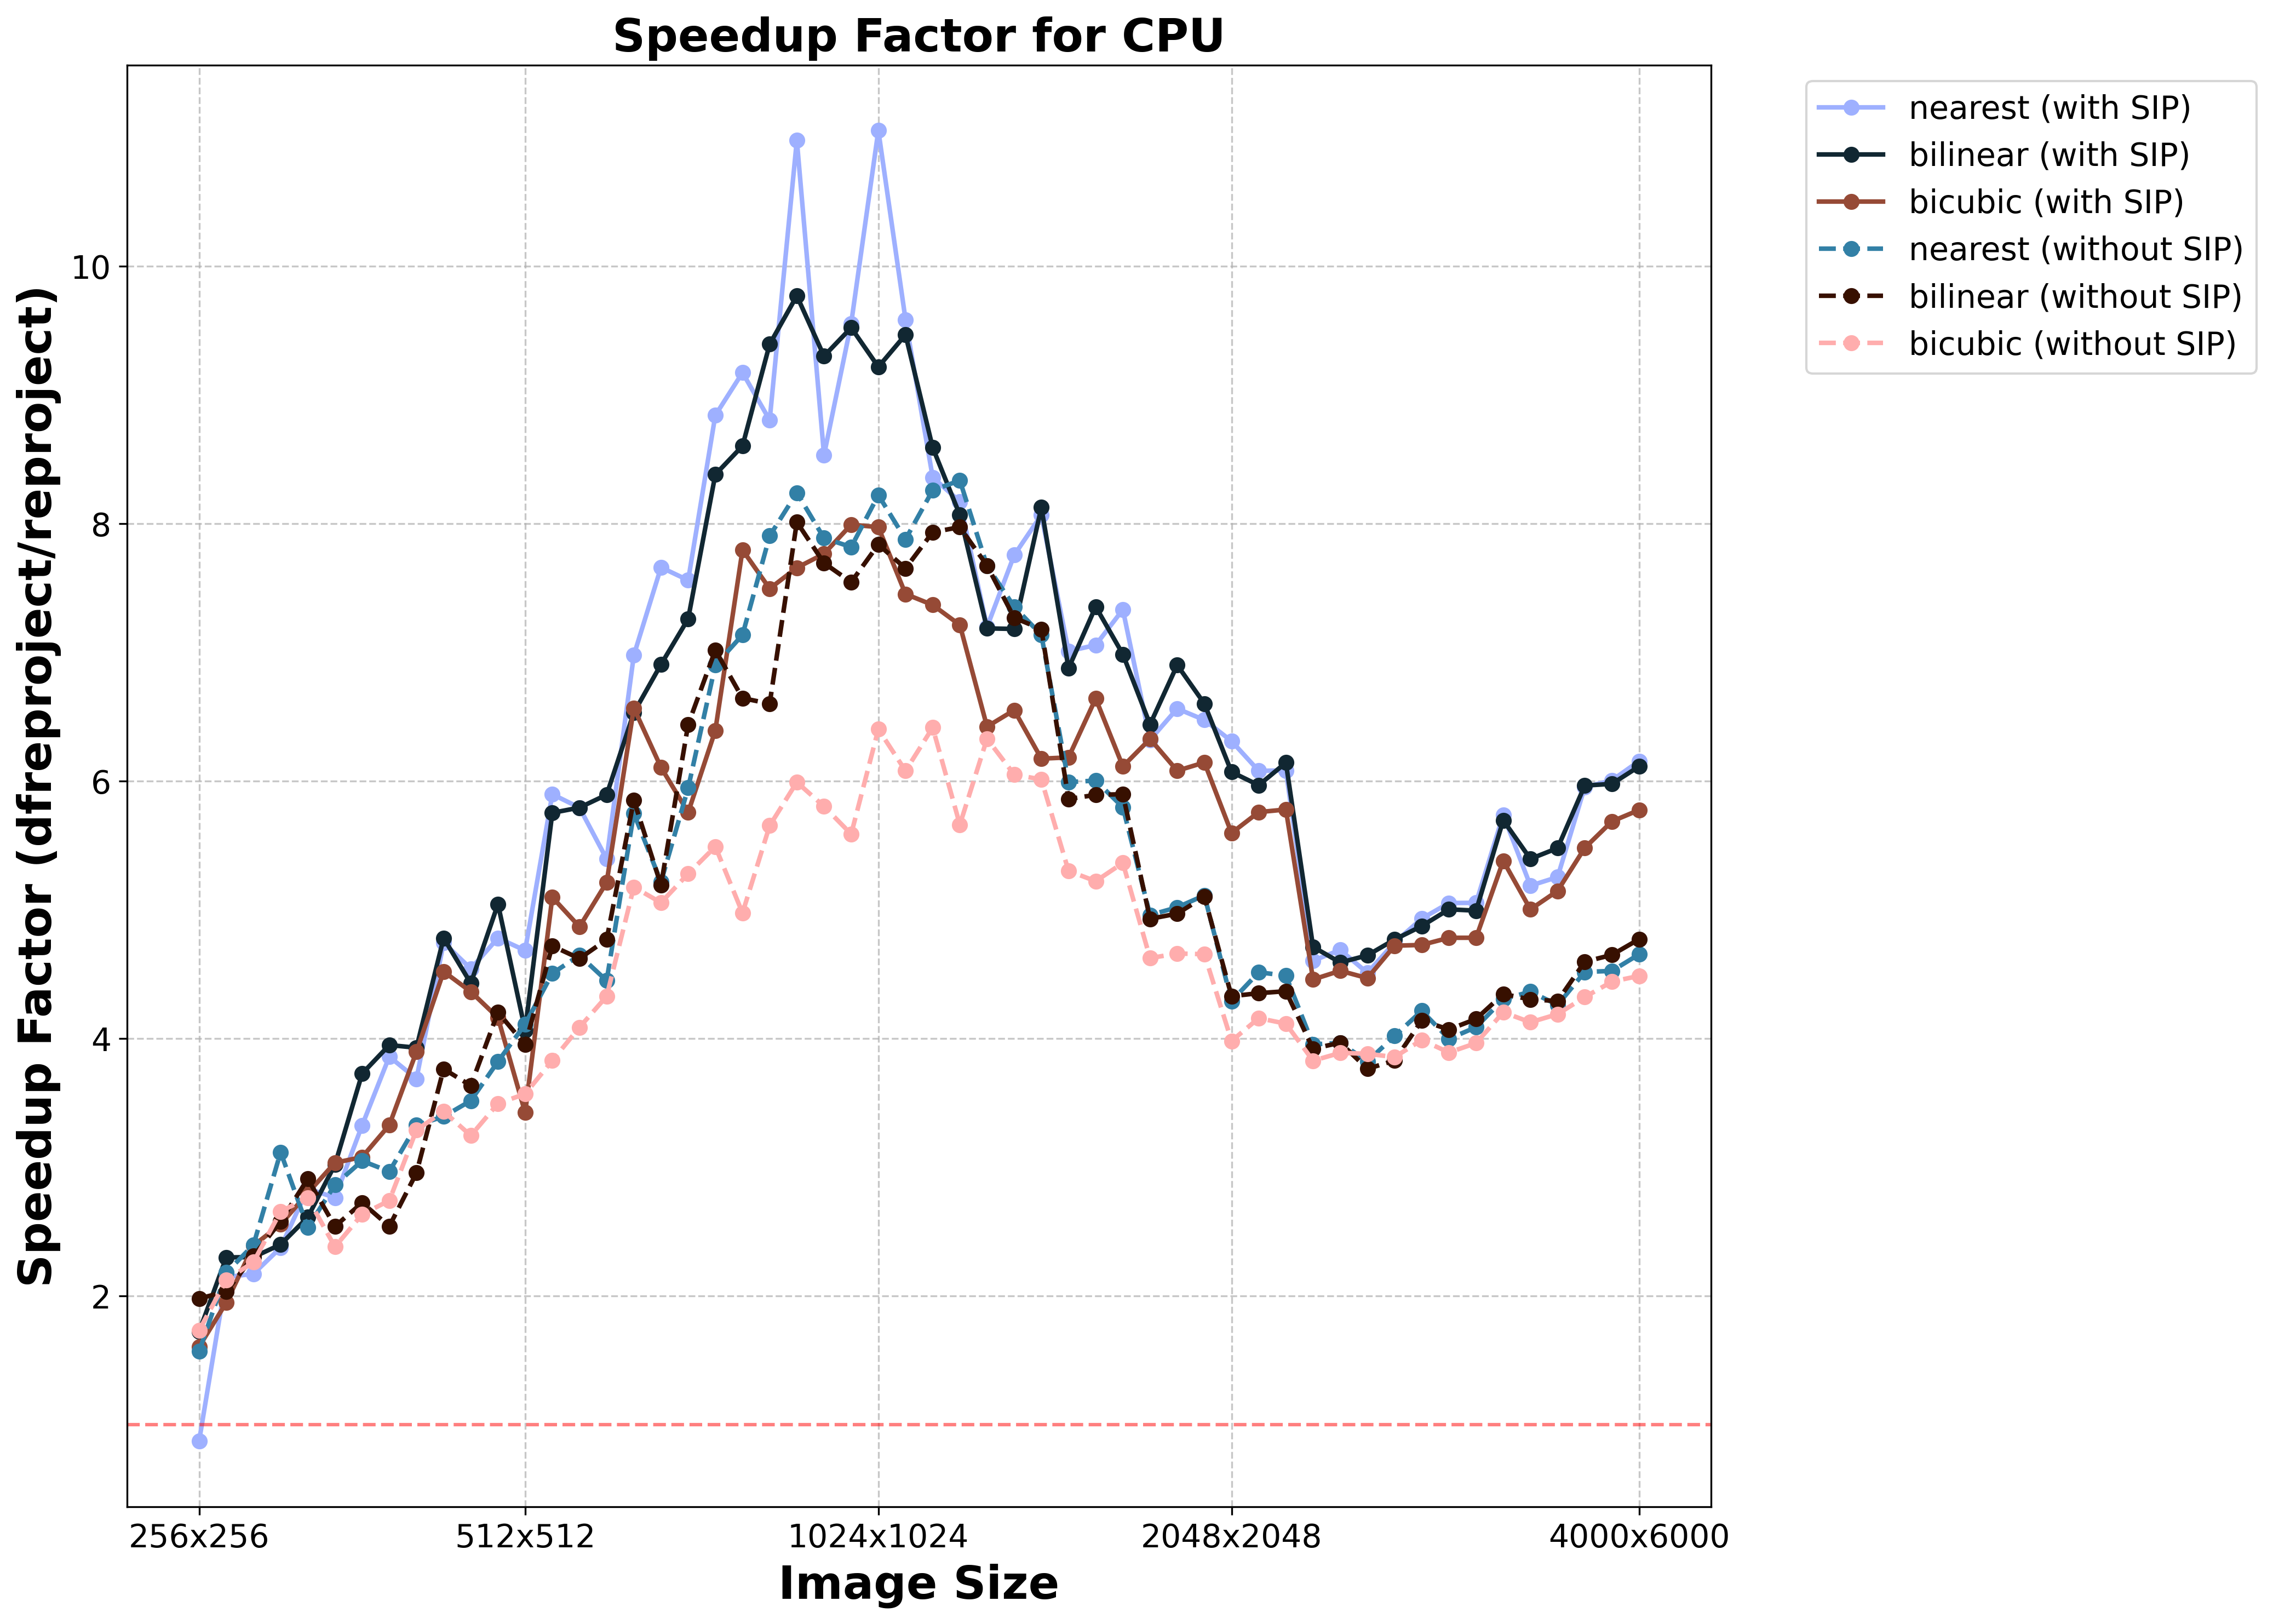 Speedup Factor for CPU
Speedup Factor (dfreproject/reproject)
10
8
6
4
2
256x256
512x512
1024x1024
2048x2048
4000x6000
Image Size
nearest (with SIP)
bilinear (with SIP)
bicubic (with SIP)
nearest (without SIP)
bilinear (without SIP)
bicubic (without SIP)